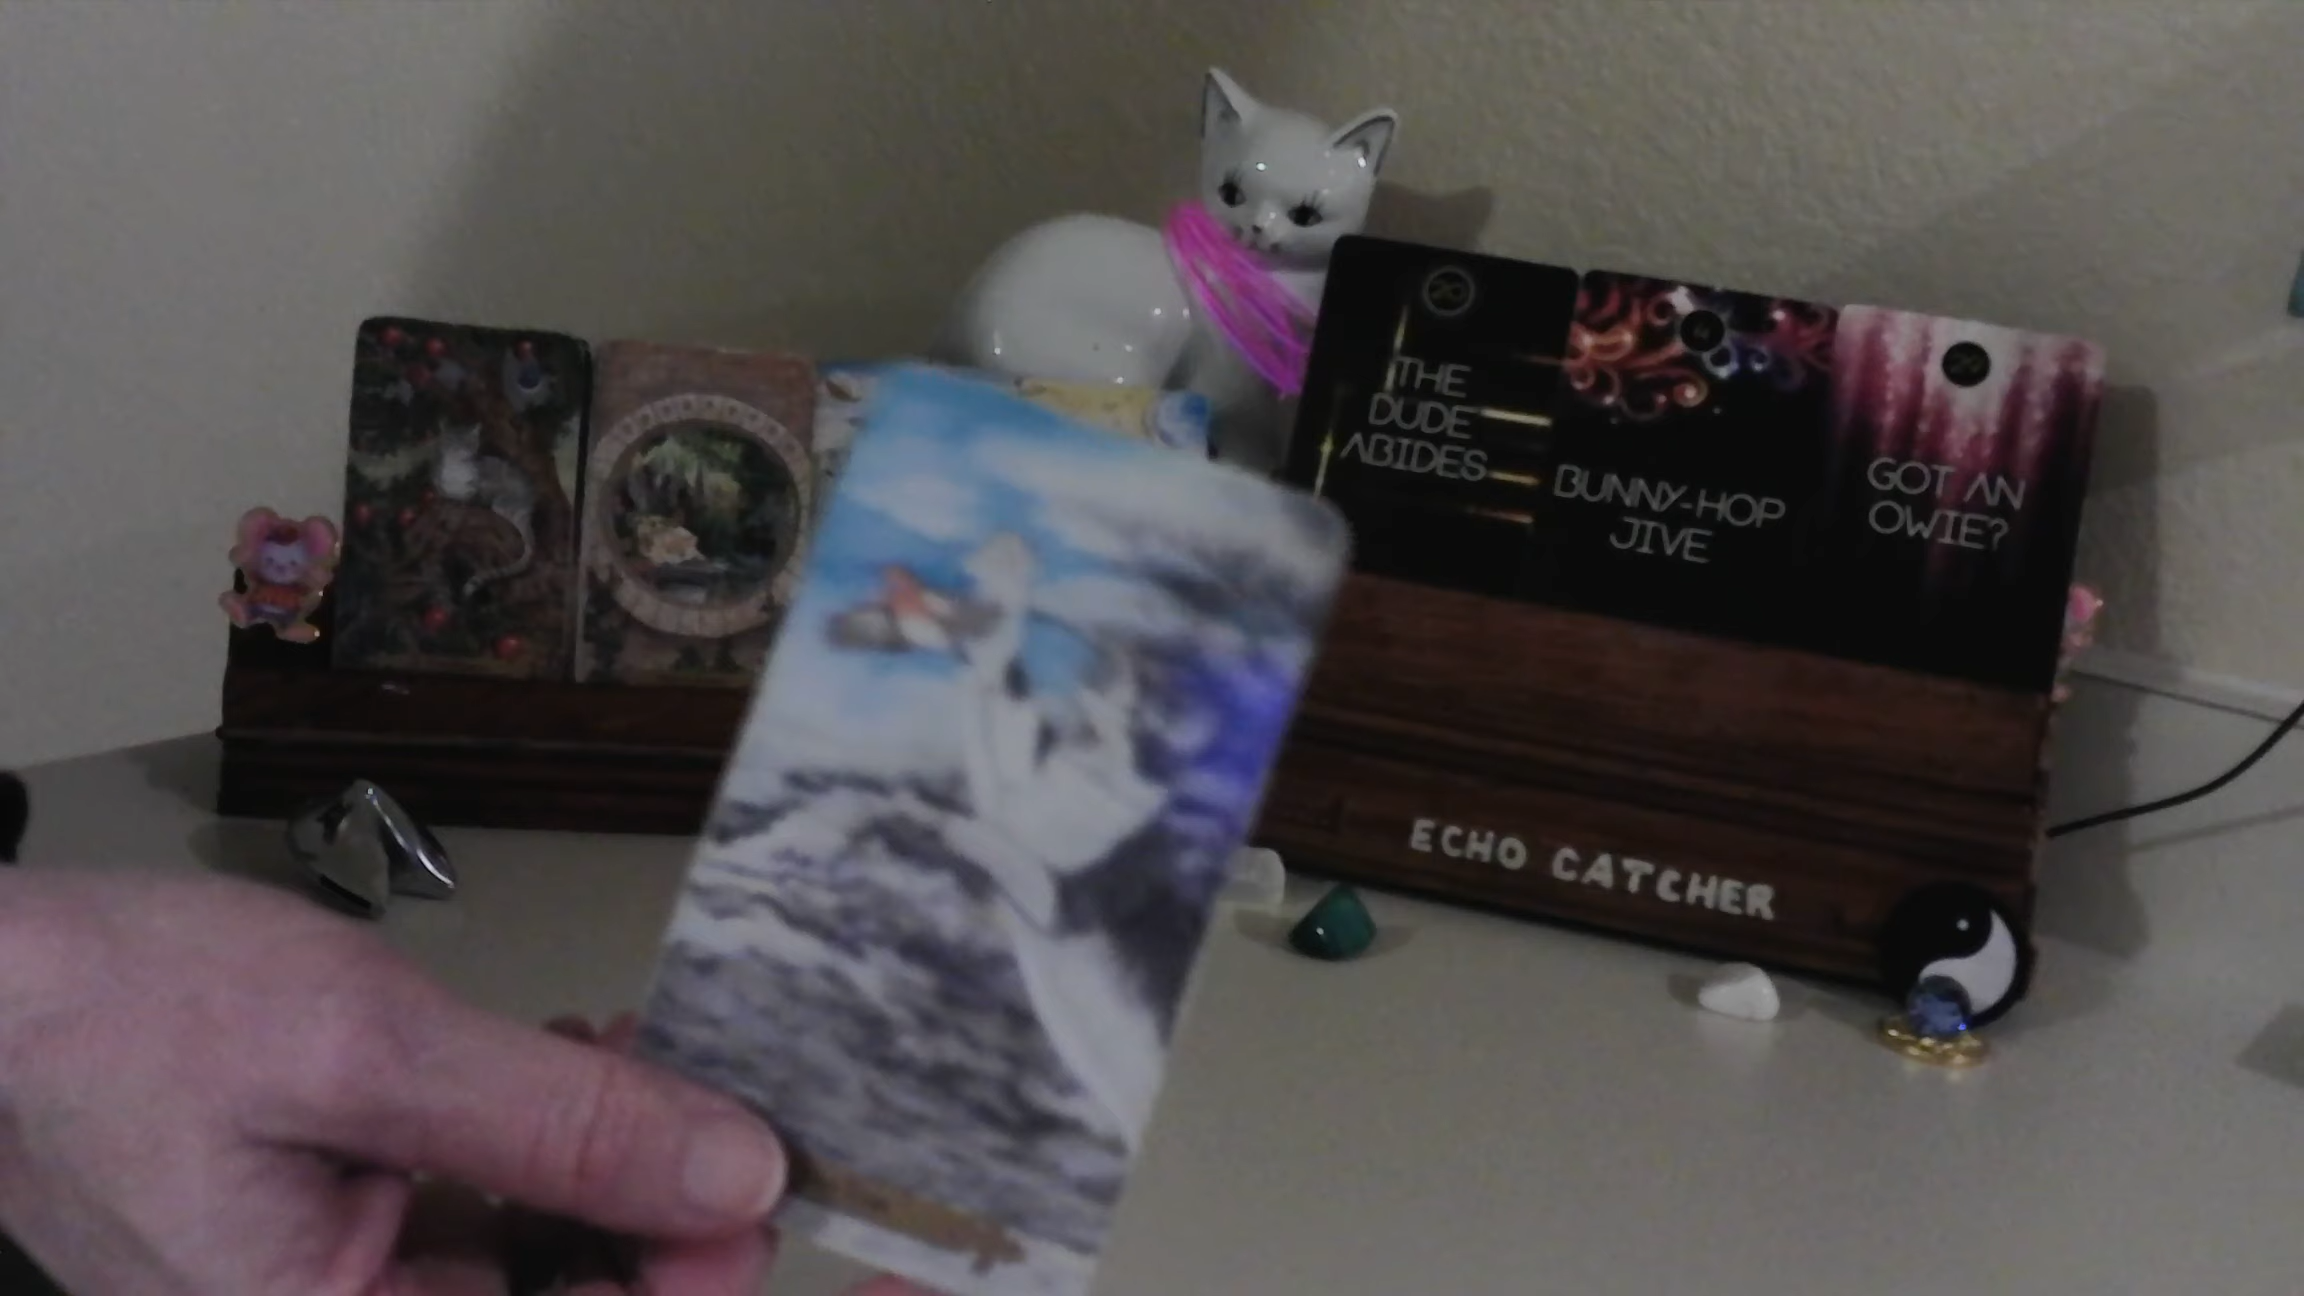 THE
DUDE
ABIDES
BUNNY-HOP
JIVE
GOT AN
OWIE?
ECHO CATCHER